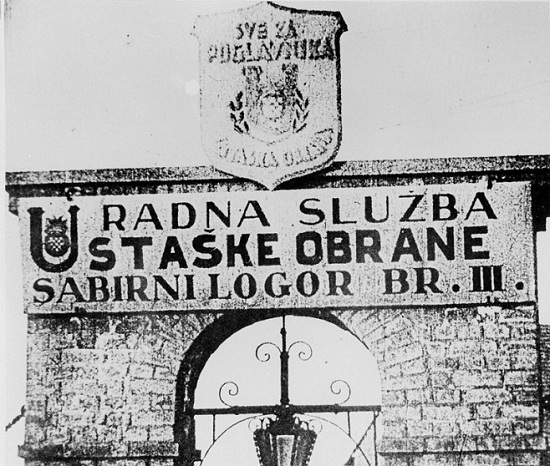 SVE ZA
POGLAVNIKA
USTAŠKA OBRANA
RADNA SLUŽBA
USTAŠKE OBRANE
SABIRNI LOGOR BR. III.